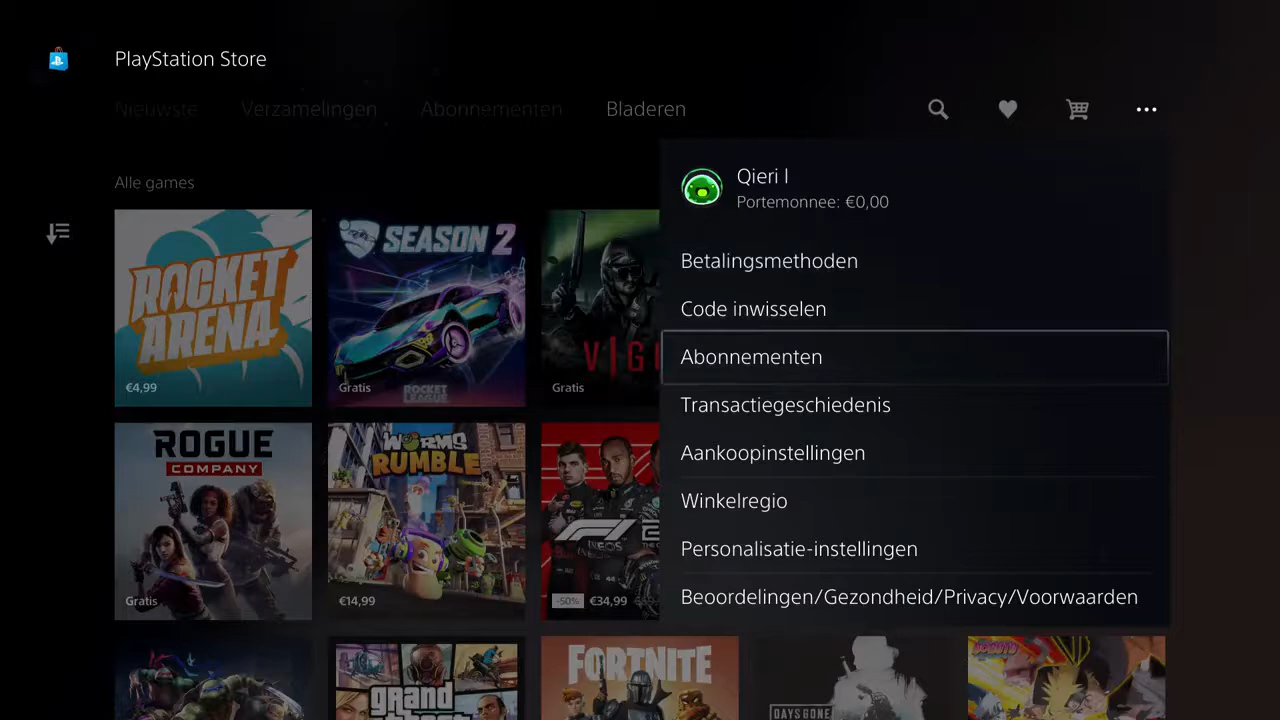 PlayStation Store
Nieuwste
Verzamelingen
Abonnementen
Bladeren
Alle games
Qieri l
Portemonnee: €0,00
Betalingsmethoden
Code inwisselen
Abonnementen
Transactiegeschiedenis
Aankoopinstellingen
Winkelregio
Personalisatie-instellingen
Beoordelingen/Gezondheid/Privacy/Voorwaarden
ROCKET
ARENA
€4,99
SEASON 2
ROCKET
LEAGUE
Gratis
Gratis
ROGUE
COMPANY
Gratis
WORMS
RUMBLE
€14,99
INEOS
-50% €34,99
grand
FORTNITE
DAYS GONE